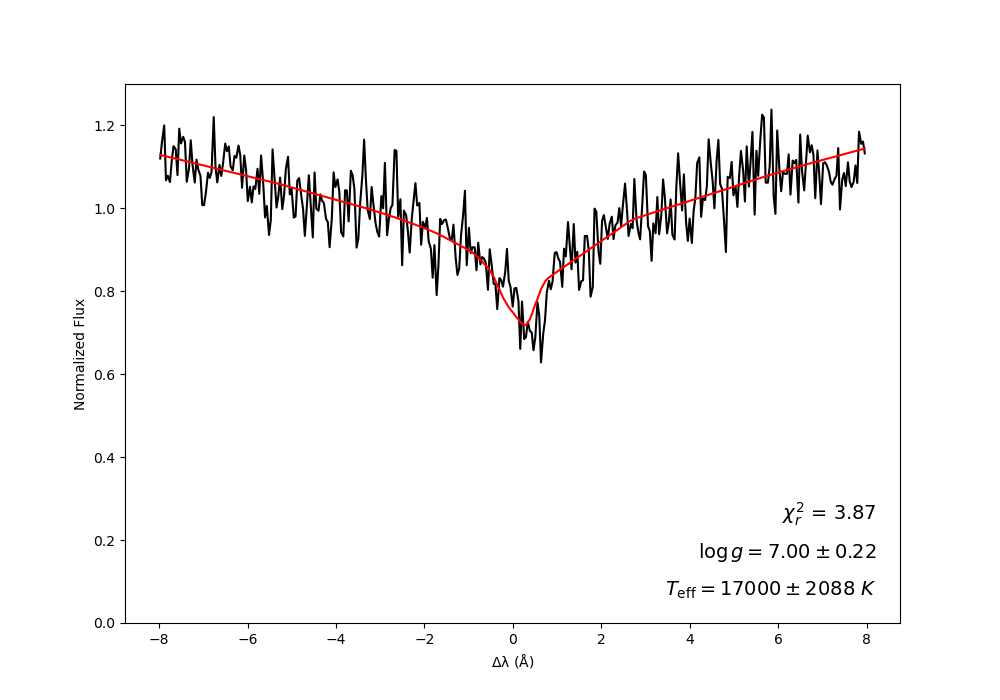 1.2
1.0
0.8
0.6
0.4
0.2
0.0
Normalized Flux
χ²ᵣ = 3.87
log g = 7.00 ± 0.22
T_eff = 17000 ± 2088 K
−8 −6 −4 −2 0 2 4 6 8
Δλ (Å)